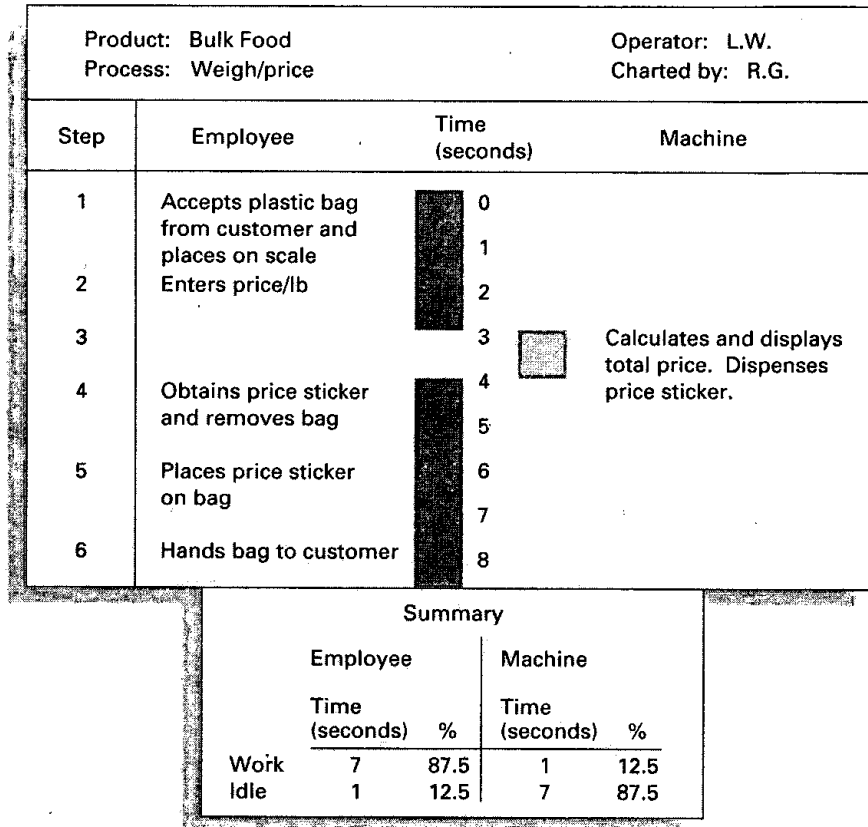 Product: Bulk Food Operator: L.W.
Process: Weigh/price Charted by: R.G.
Step Employee Time (seconds) Machine
1 Accepts plastic bag 0
from customer and
places on scale 1
2 Enters price/lb 2
3 3 Calculates and displays
total price. Dispenses
4 Obtains price sticker 4 price sticker.
and removes bag 5
5 Places price sticker 6
on bag
7
6 Hands bag to customer 8
Summary
Employee Machine
Time Time
(seconds) % (seconds) %
Work 7 87.5 1 12.5
Idle 1 12.5 7 87.5